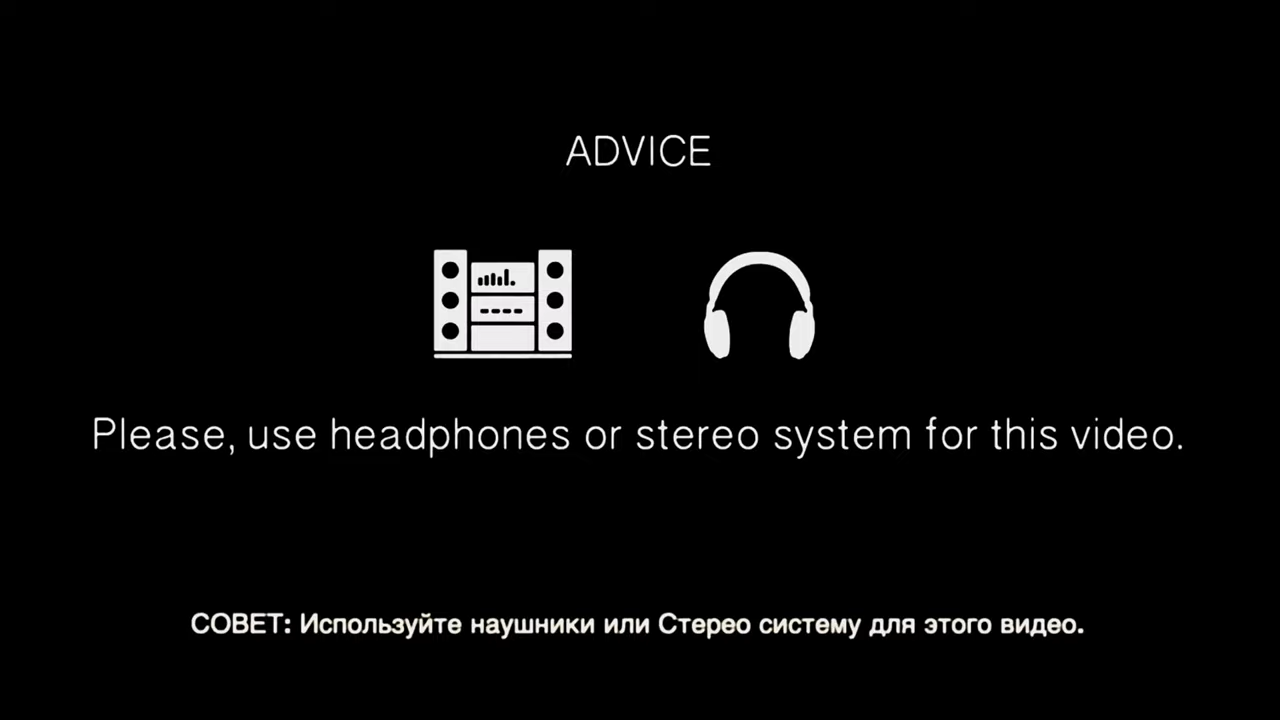 ADVICE
Please, use headphones or stereo system for this video.
СОВЕТ: Используйте наушники или Стерео систему для этого видео.